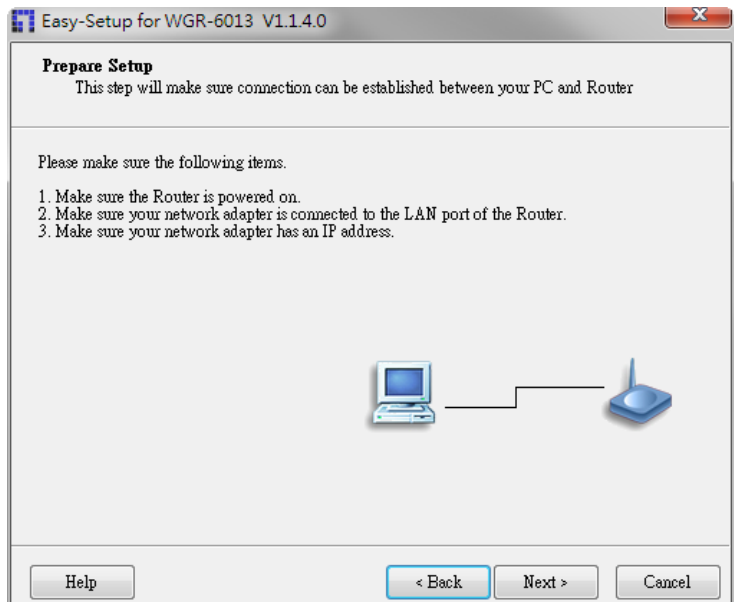 Easy-Setup for WGR-6013 V1.1.4.0
Prepare Setup
This step will make sure connection can be established between your PC and Router
Please make sure the following items.
1. Make sure the Router is powered on.
2. Make sure your network adapter is connected to the LAN port of the Router.
3. Make sure your network adapter has an IP address.
Help
< Back
Next >
Cancel